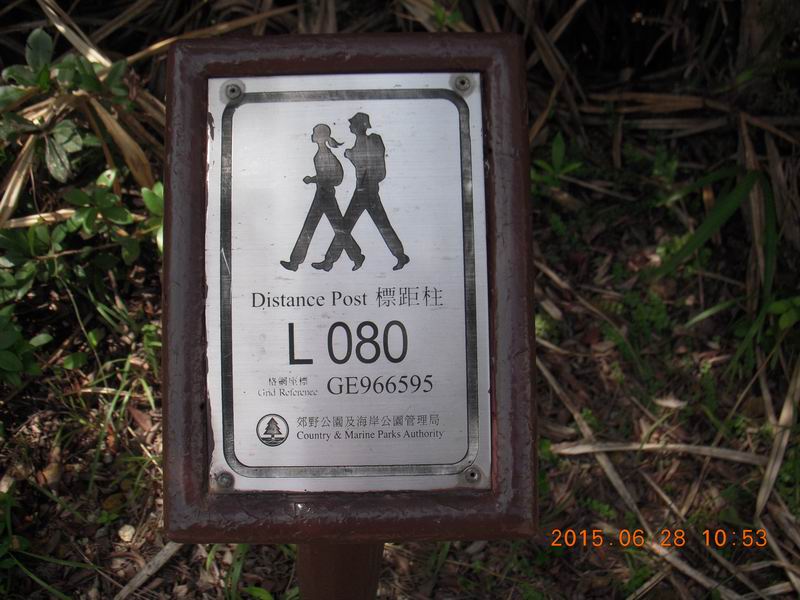 Distance Post 標距柱
L 080
格網座標
Grid Reference GE966595
郊野公園及海岸公園管理局
Country & Marine Parks Authority
2015.06.28 10:53